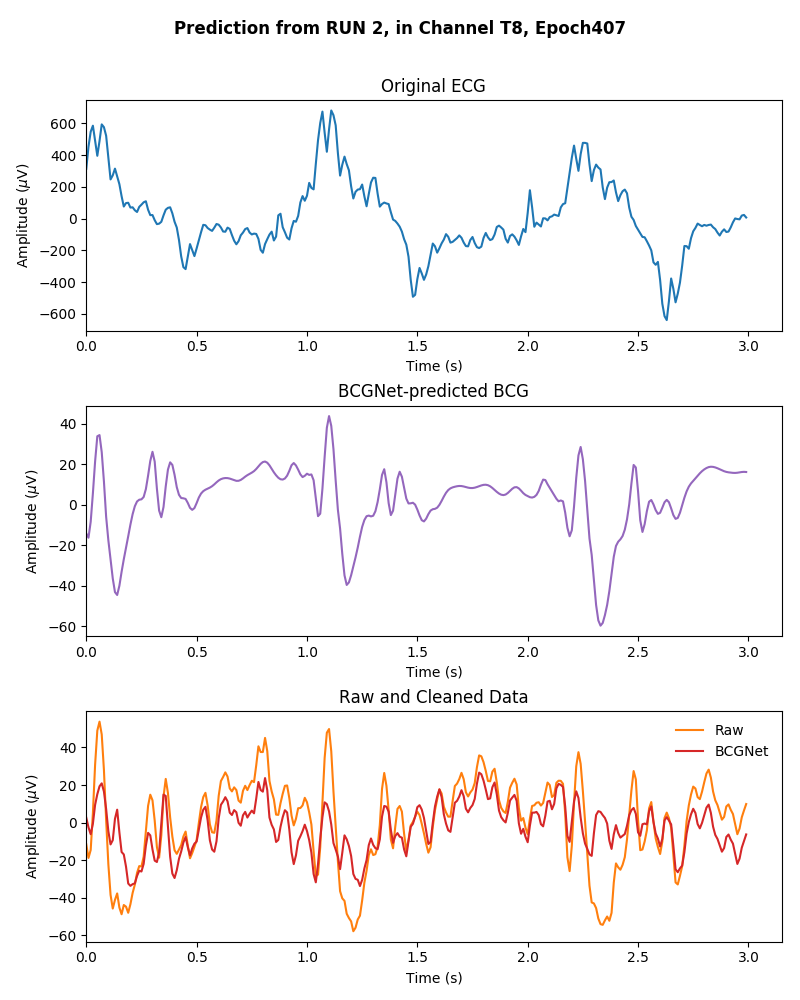 Prediction from RUN 2, in Channel T8, Epoch407
Original ECG
Amplitude (μV)
600
400
200
0
−200
−400
−600
0.0 0.5 1.0 1.5 2.0 2.5 3.0
Time (s)
BCGNet-predicted BCG
Amplitude (μV)
40
20
0
−20
−40
−60
0.0 0.5 1.0 1.5 2.0 2.5 3.0
Time (s)
Raw and Cleaned Data
Amplitude (μV)
40
20
0
−20
−40
−60
Raw
BCGNet
0.0 0.5 1.0 1.5 2.0 2.5 3.0
Time (s)